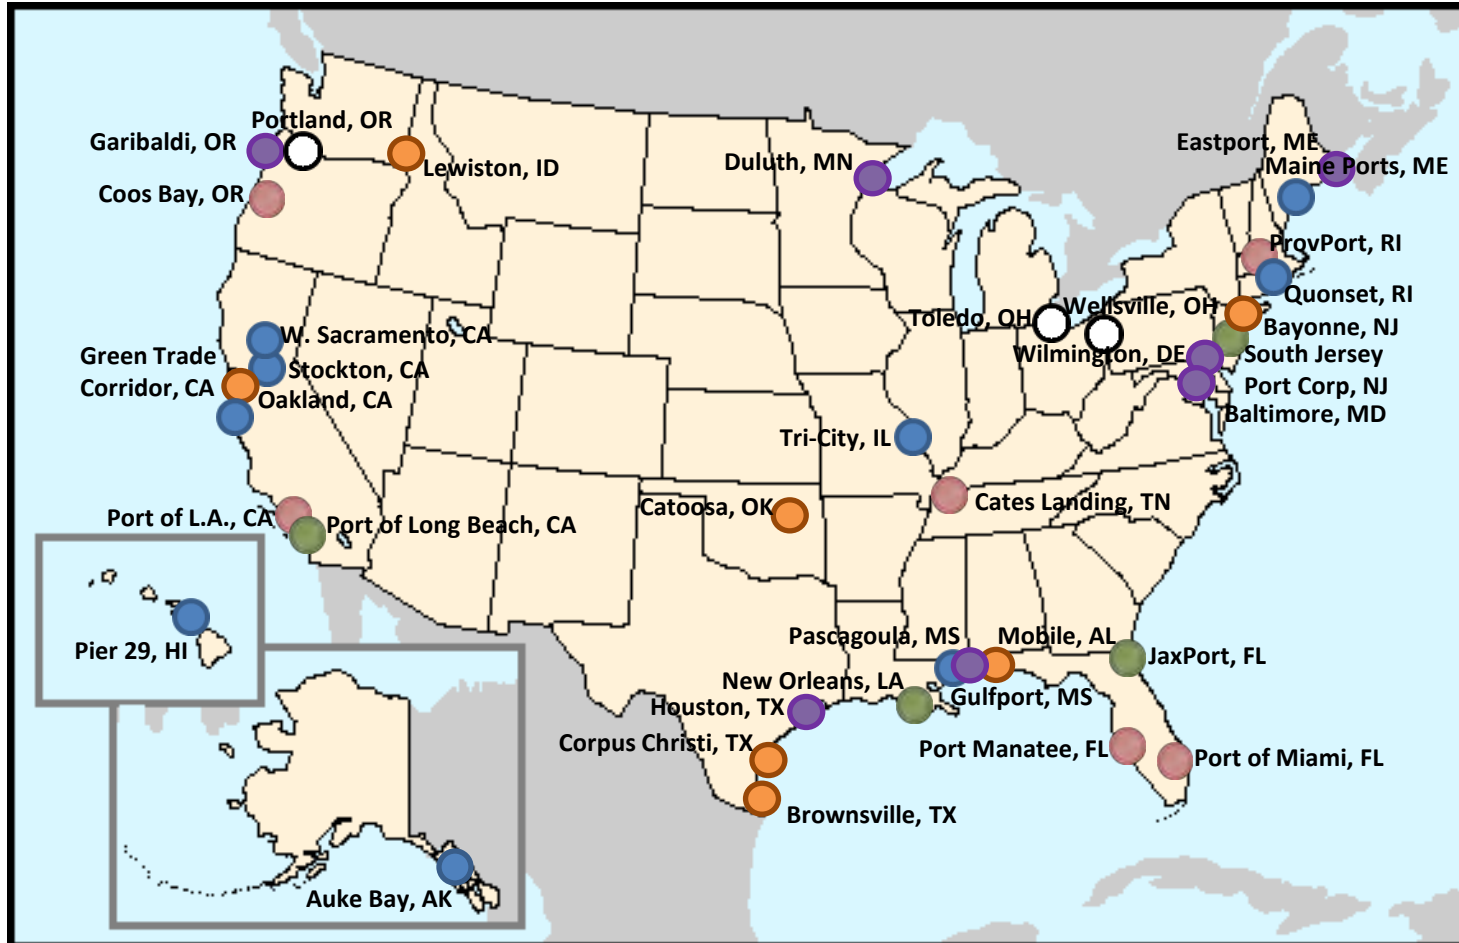 Portland, OR
Garibaldi, OR
Lewiston, ID
Coos Bay, OR
Duluth, MN
Eastport, ME
Maine Ports, ME
ProvPort, RI
Quonset, RI
Toledo, OH
Wellsville, OH
Bayonne, NJ
Wilmington, DE
South Jersey
Port Corp, NJ
Baltimore, MD
W. Sacramento, CA
Green Trade
Corridor, CA
Stockton, CA
Oakland, CA
Tri-City, IL
Cates Landing, TN
Catoosa, OK
Port of L.A., CA
Port of Long Beach, CA
Pier 29, HI
Pascagoula, MS
Mobile, AL
JaxPort, FL
New Orleans, LA
Gulfport, MS
Houston, TX
Corpus Christi, TX
Port Manatee, FL
Port of Miami, FL
Brownsville, TX
Auke Bay, AK